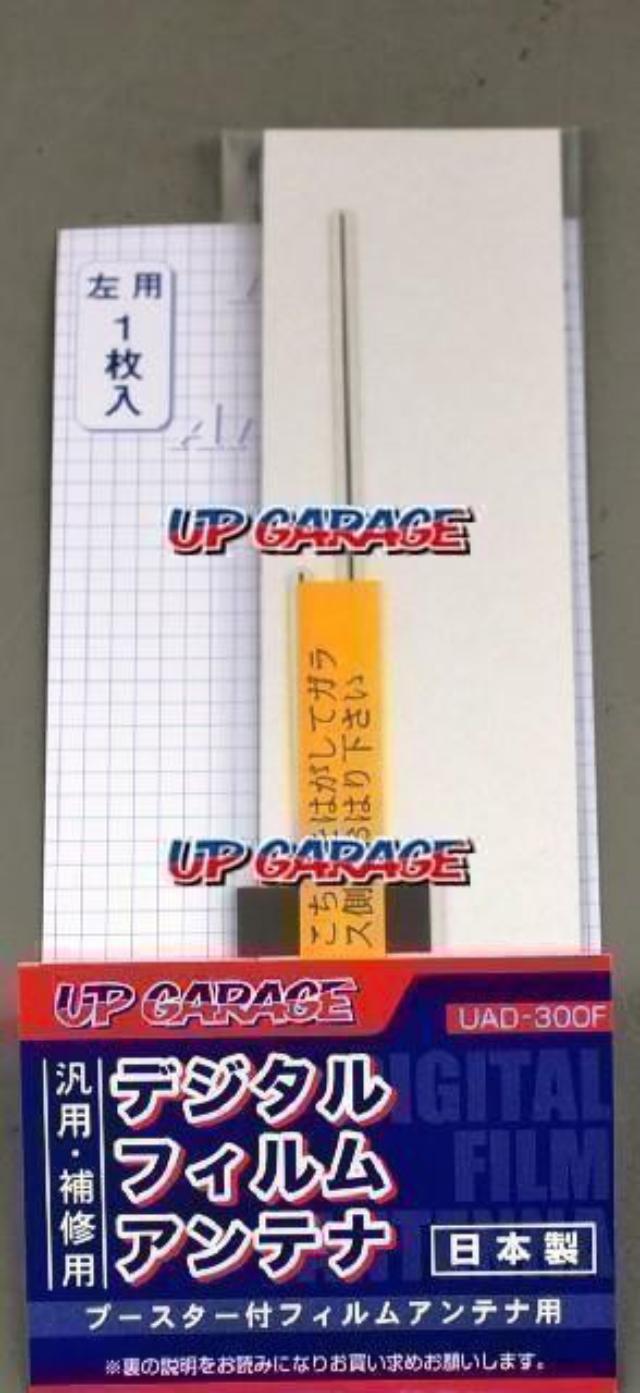 左用
1
枚
入
UP GARAGE
こちら
をはがしてガラ
ス側
はり下さい
UP GARAGE
UP GARAGE
UAD-300F
汎用・補修用
デジタル
フィルム
アンテナ
DIGITAL
FILM
ANTENNA
日本製
ブースター付フィルムアンテナ用
※裏の説明をお読みになりお買い求めお願いします。